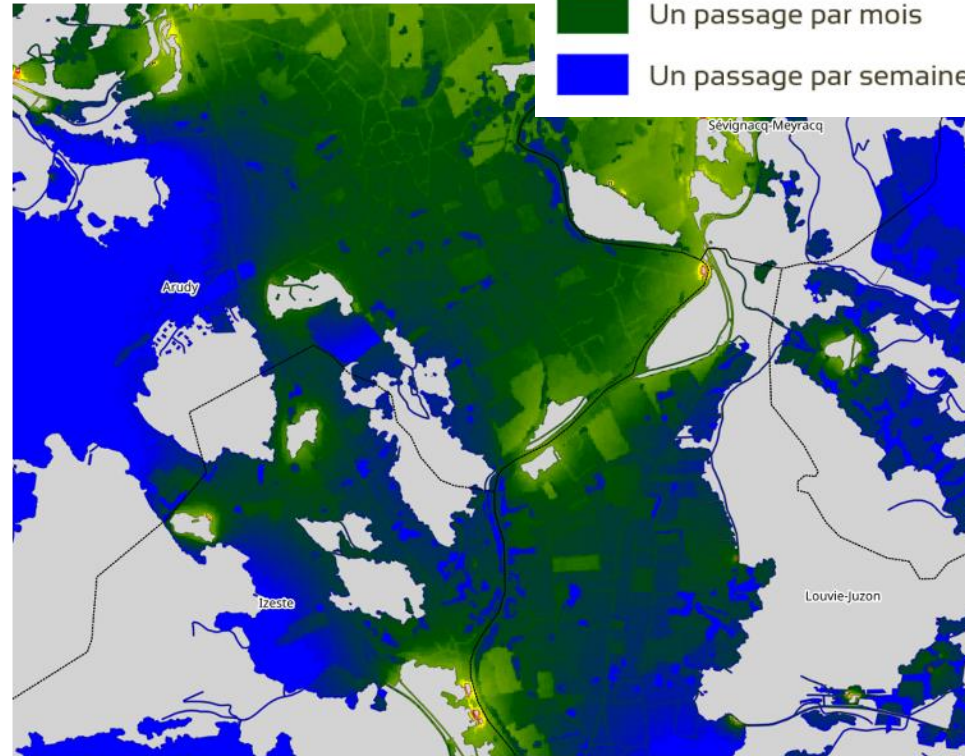 Un passage par mois
Un passage par semaine
Sévignacq-Meyracq
Arudy
Izeste
Louvie-Juzon